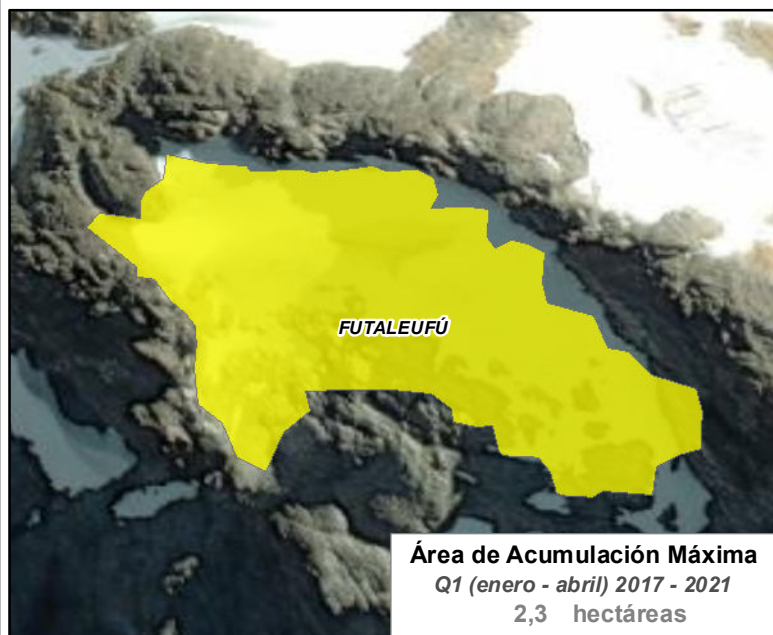 FUTALEUFÚ
Área de Acumulación Máxima
Q1 (enero - abril) 2017 - 2021
2,3 hectáreas